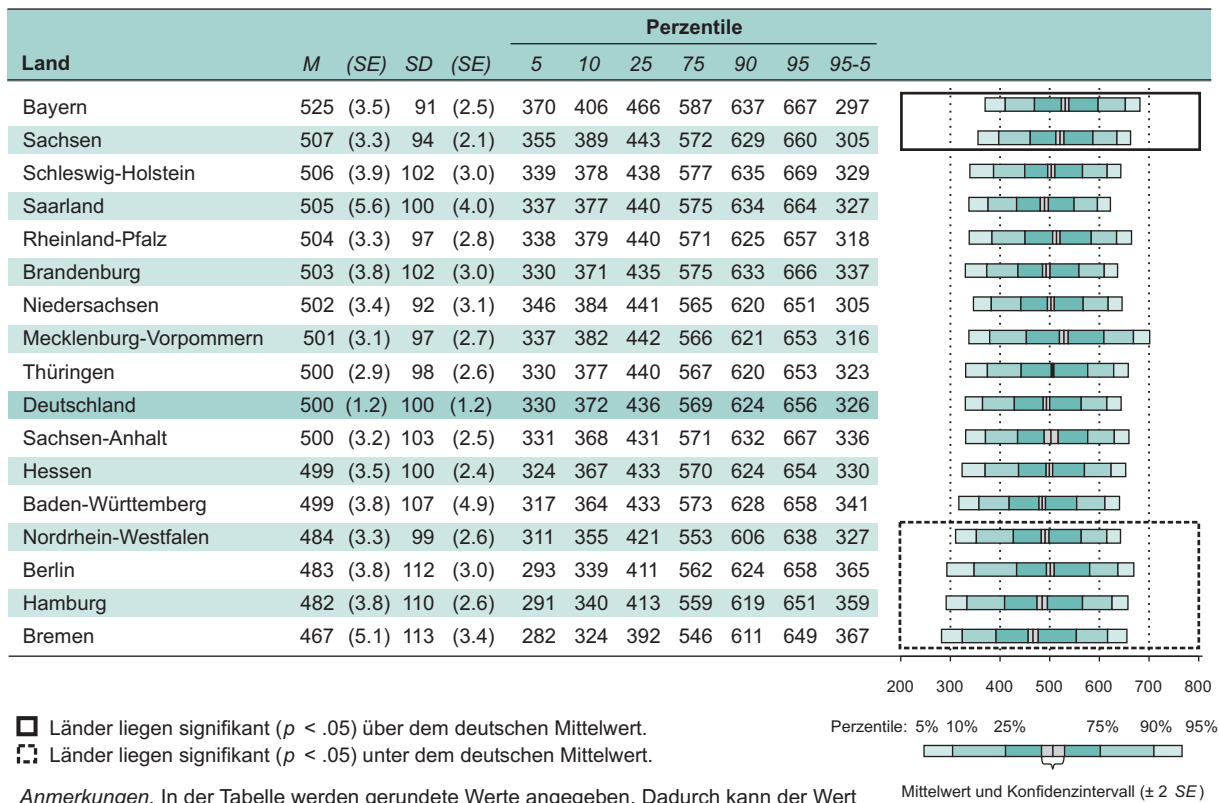 Perzentile
Land M (SE) SD (SE) 5 10 25 75 90 95 95-5
Bayern 525 (3.5) 91 (2.5) 370 406 466 587 637 667 297
Sachsen 507 (3.3) 94 (2.1) 355 389 443 572 629 660 305
Schleswig-Holstein 506 (3.9) 102 (3.0) 339 378 438 577 635 669 329
Saarland 505 (5.6) 100 (4.0) 337 377 440 575 634 664 327
Rheinland-Pfalz 504 (3.3) 97 (2.8) 338 379 440 571 625 657 318
Brandenburg 503 (3.8) 102 (3.0) 330 371 435 575 633 666 337
Niedersachsen 502 (3.4) 92 (3.1) 346 384 441 565 620 651 305
Mecklenburg-Vorpommern 501 (3.1) 97 (2.7) 337 382 442 566 621 653 316
Thüringen 500 (2.9) 98 (2.6) 330 377 440 567 620 653 323
Deutschland 500 (1.2) 100 (1.2) 330 372 436 569 624 656 326
Sachsen-Anhalt 500 (3.2) 103 (2.5) 331 368 431 571 632 667 336
Hessen 499 (3.5) 100 (2.4) 324 367 433 570 624 654 330
Baden-Württemberg 499 (3.8) 107 (4.9) 317 364 433 573 628 658 341
Nordrhein-Westfalen 484 (3.3) 99 (2.6) 311 355 421 553 606 638 327
Berlin 483 (3.8) 112 (3.0) 293 339 411 562 624 658 365
Hamburg 482 (3.8) 110 (2.6) 291 340 413 559 619 651 359
Bremen 467 (5.1) 113 (3.4) 282 324 392 546 611 649 367
200 300 400 500 600 700 800
Länder liegen signifikant (p < .05) über dem deutschen Mittelwert.
Länder liegen signifikant (p < .05) unter dem deutschen Mittelwert.
Perzentile: 5% 10% 25% 75% 90% 95%
Mittelwert und Konfidenzintervall (± 2 SE)
Anmerkungen. In der Tabelle werden gerundete Werte angegeben. Dadurch kann der Wert